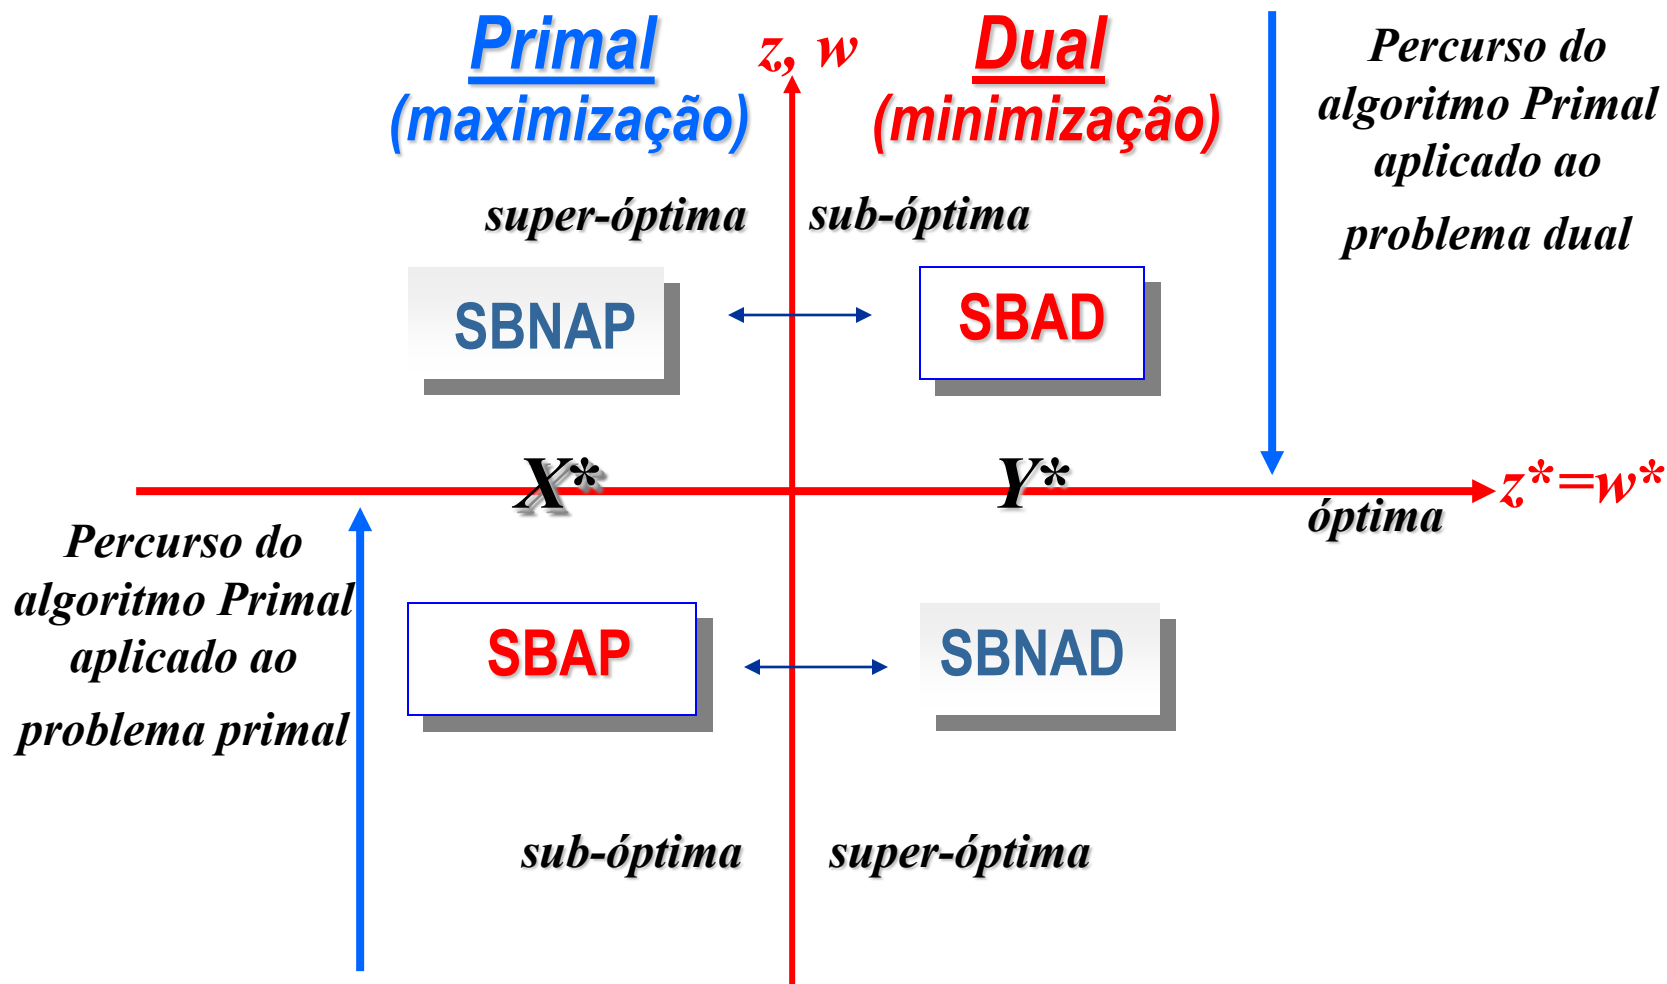 Primal
(maximização)
z, w
Dual
(minimização)
Percurso do
algoritmo Primal
aplicado ao
problema dual
super-óptima
sub-óptima
SBNAP
SBAD
X*
Y*
z*=w*
óptima
Percurso do
algoritmo Primal
aplicado ao
problema primal
SBAP
SBNAD
sub-óptima
super-óptima